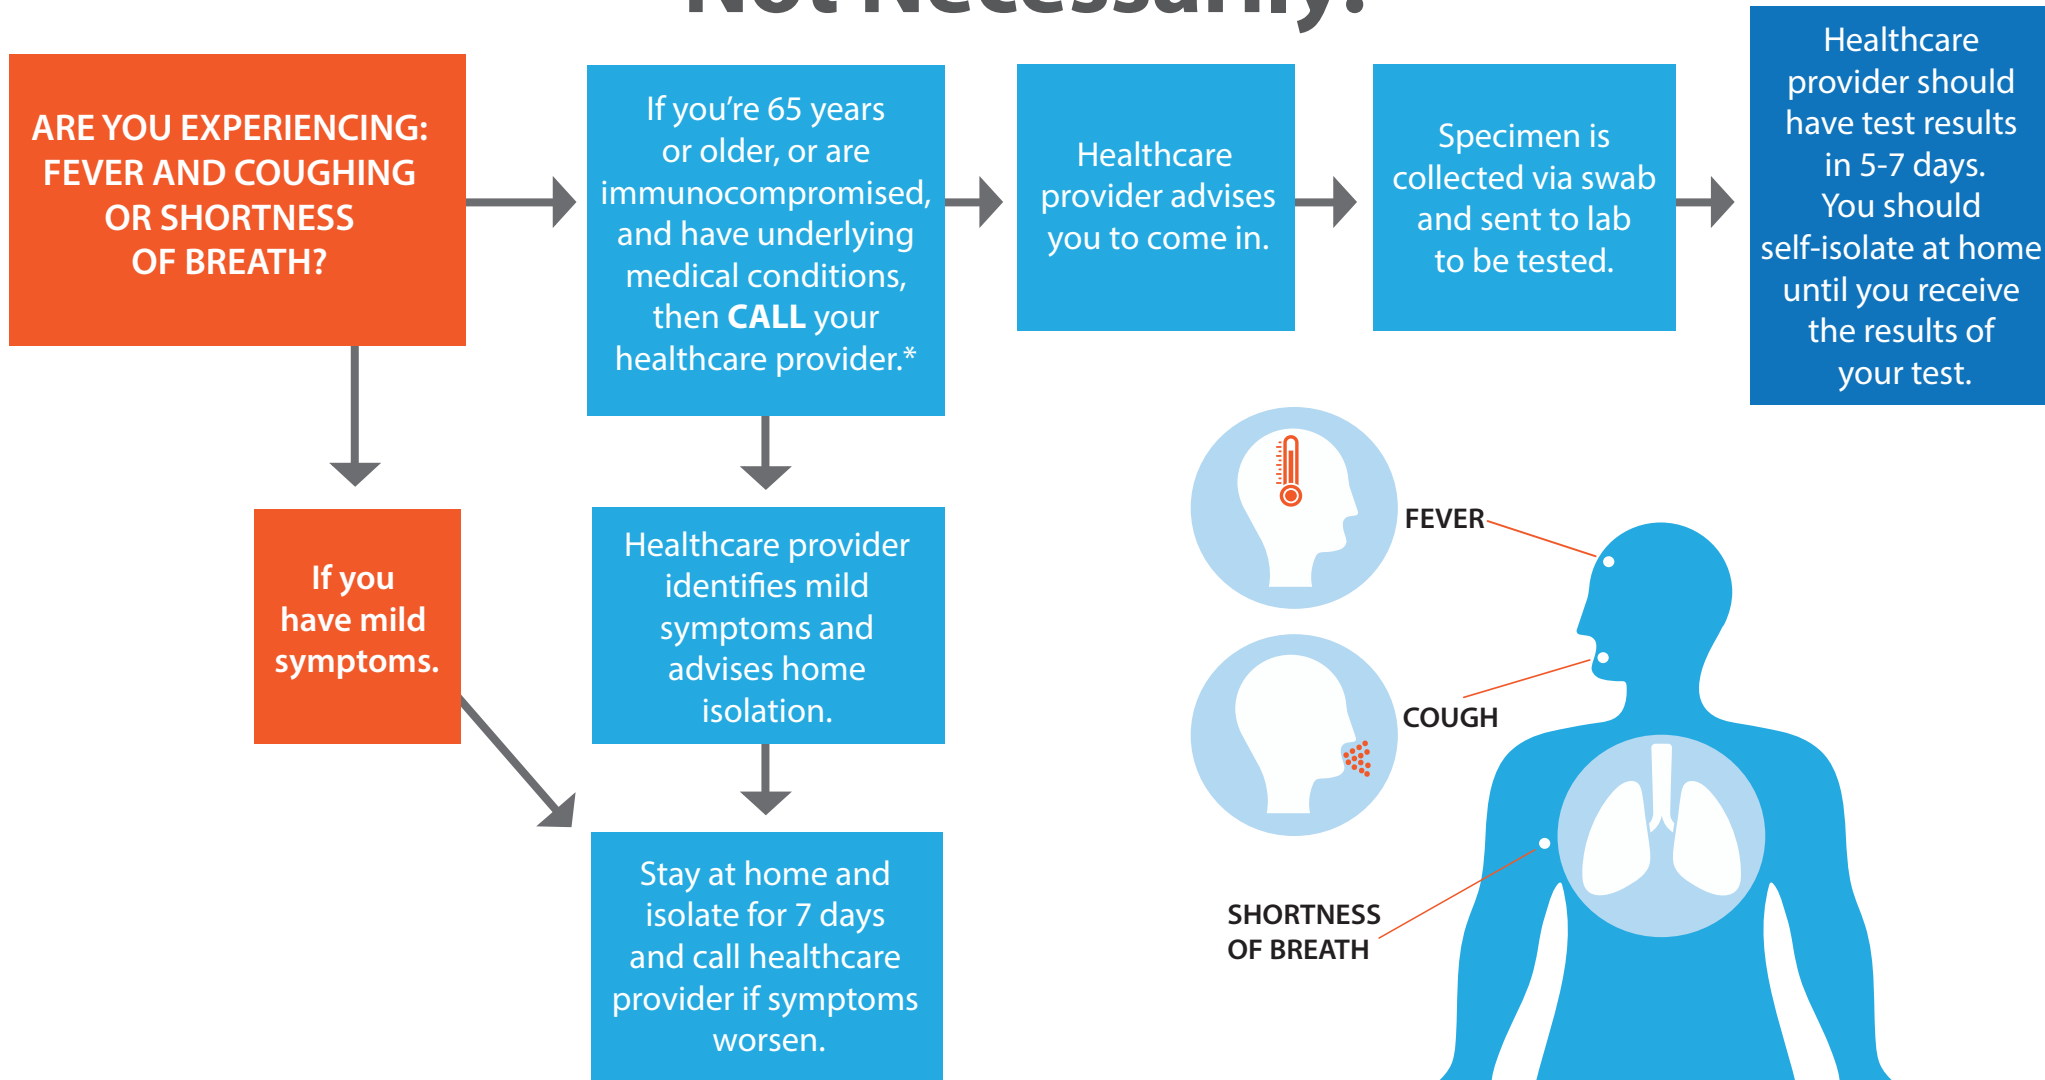 Not Necessarily.
ARE YOU EXPERIENCING:
FEVER AND COUGHING
OR SHORTNESS
OF BREATH?
If you’re 65 years
or older, or are
immunocompromised,
and have underlying
medical conditions,
then CALL your
healthcare provider.*
Healthcare
provider advises
you to come in.
Specimen is
collected via swab
and sent to lab
to be tested.
Healthcare
provider should
have test results
in 5-7 days.
You should
self-isolate at home
until you receive
the results of
your test.
If you
have mild
symptoms.
Healthcare provider
identifies mild
symptoms and
advises home
isolation.
Stay at home and
isolate for 7 days
and call healthcare
provider if symptoms
worsen.
FEVER
COUGH
SHORTNESS
OF BREATH